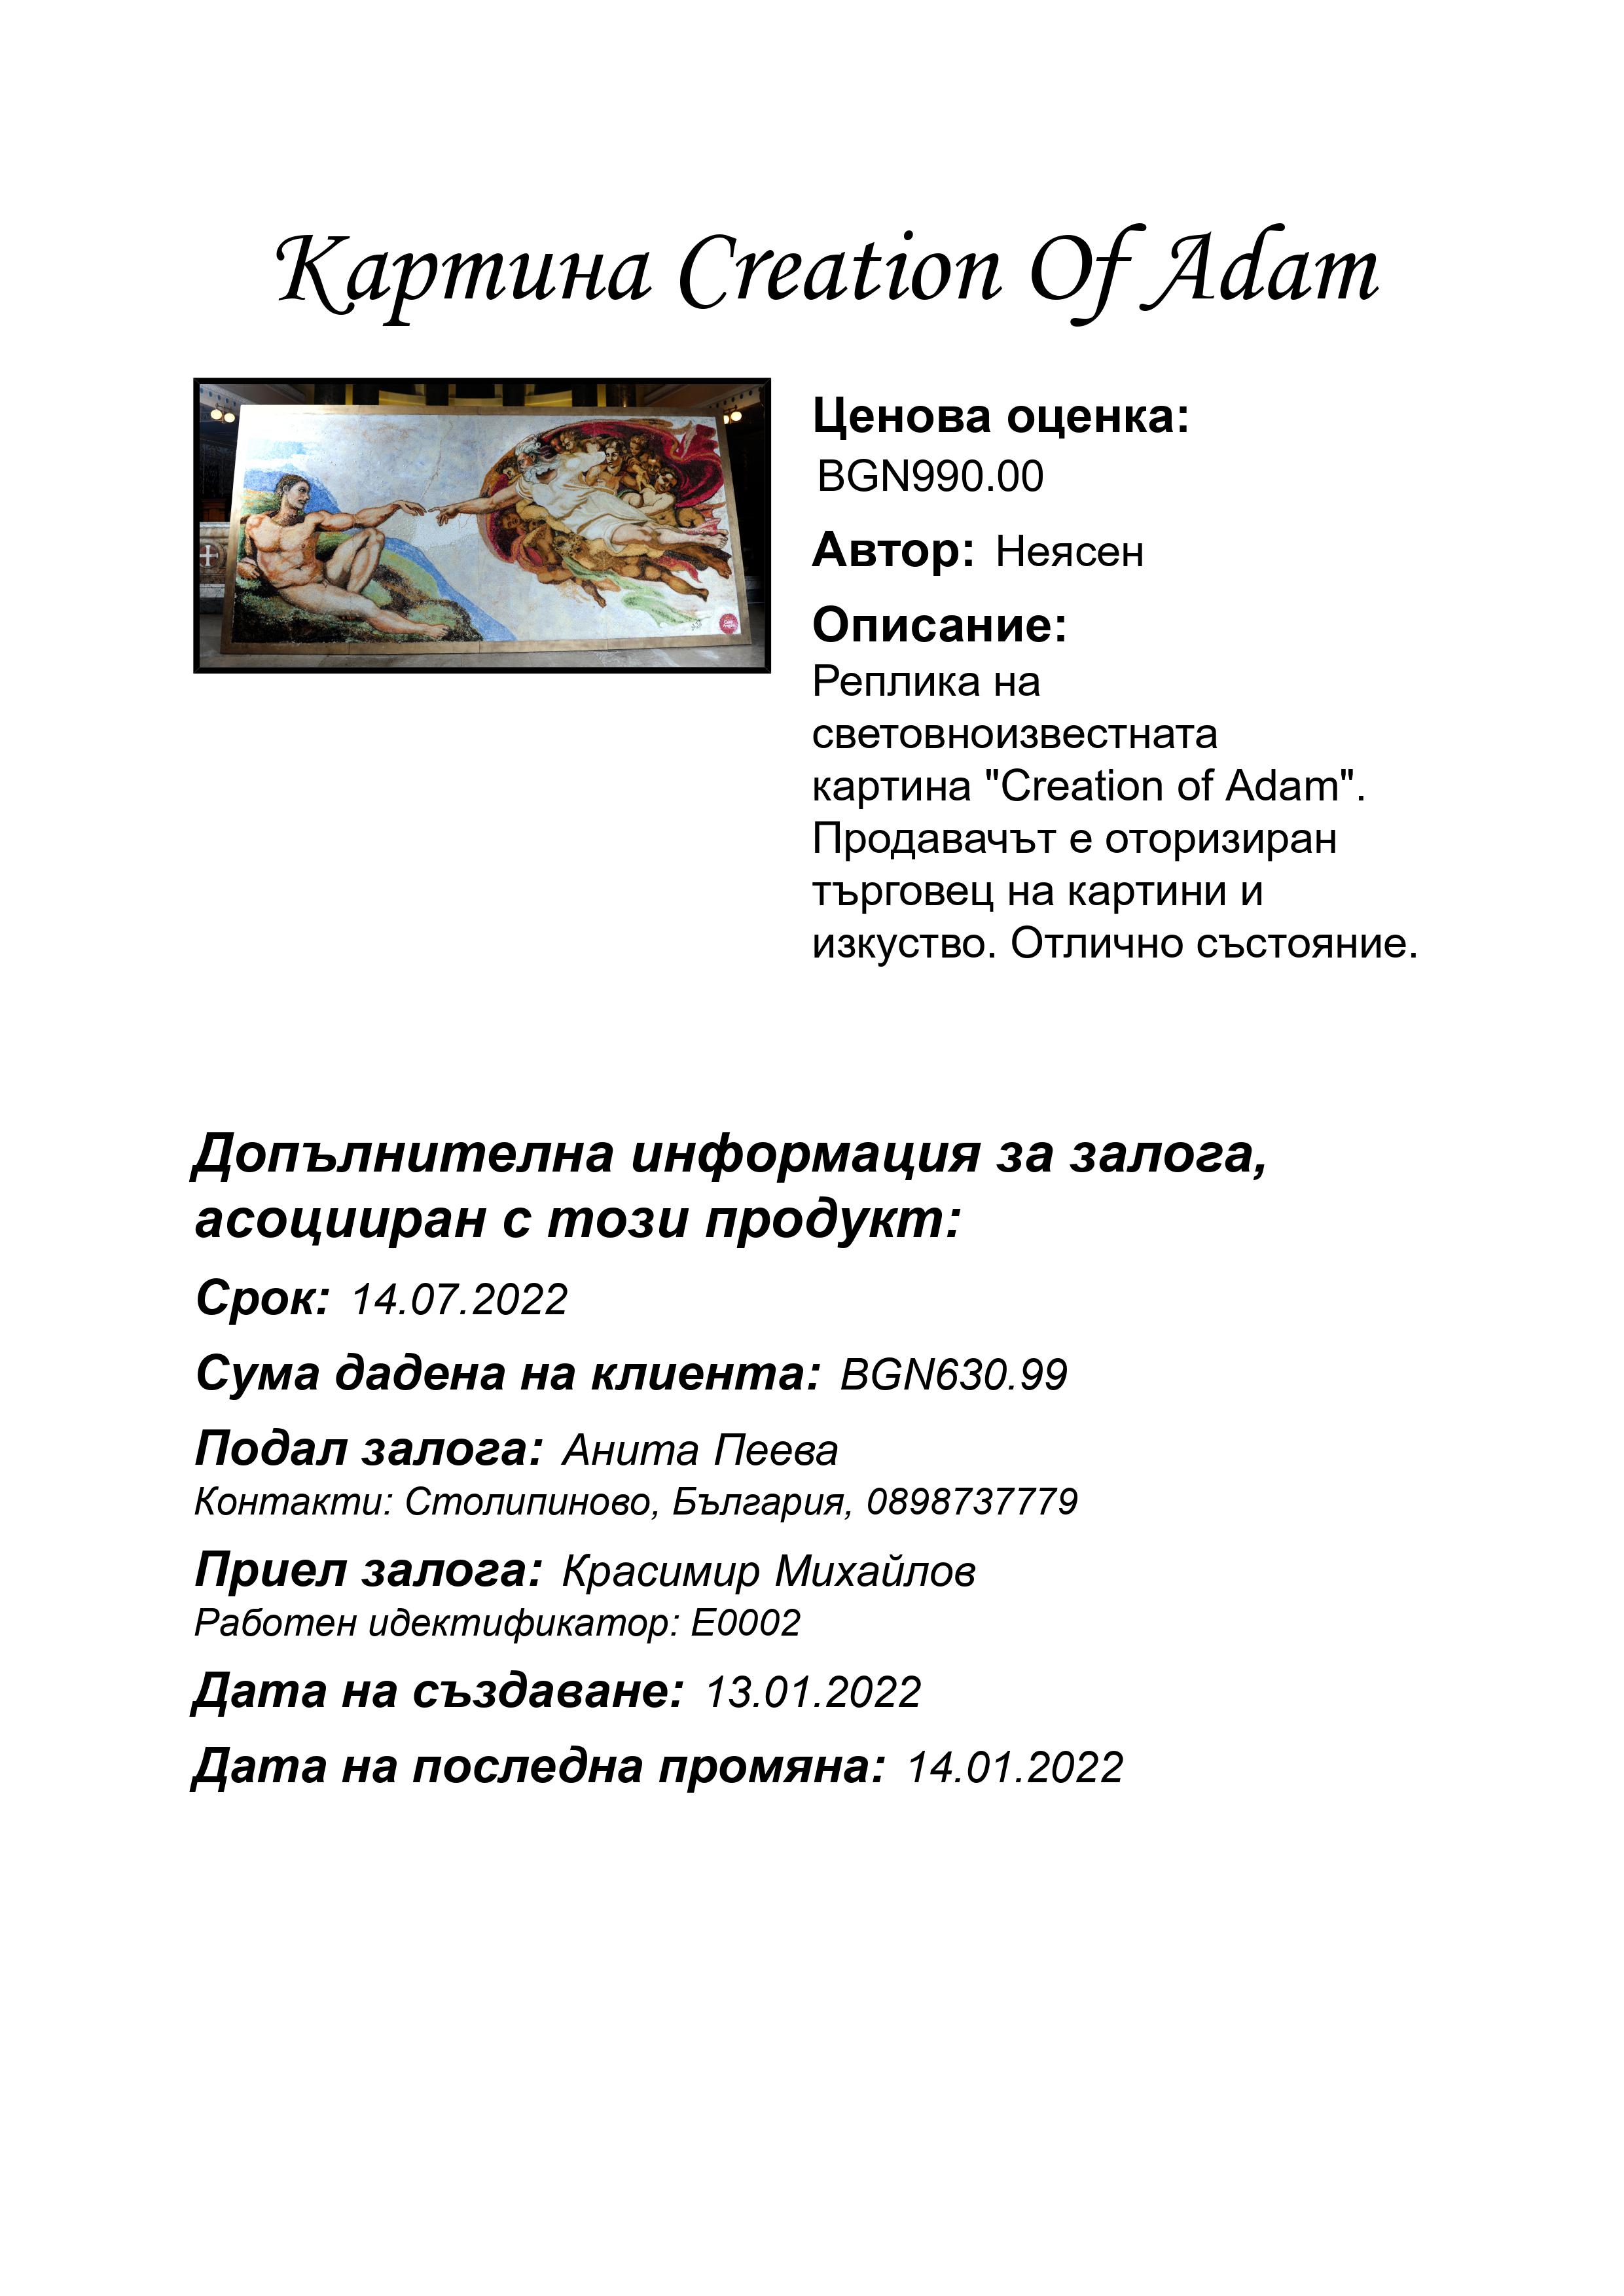 Картина Creation Of Adam
Ценова оценка:
BGN990.00
Автор: Неясен
Описание:
Реплика на
световноизвестната
картина "Creation of Adam".
Продавачът е оторизиран
търговец на картини и
изкуство. Отлично състояние.
Допълнителна информация за залога,
асоцииран с този продукт:
Срок: 14.07.2022
Сума дадена на клиента: BGN630.99
Подал залога: Анита Пеева
Контакти: Столипиново, България, 0898737779
Приел залога: Красимир Михайлов
Работен идектификатор: E0002
Дата на създаване: 13.01.2022
Дата на последна промяна: 14.01.2022